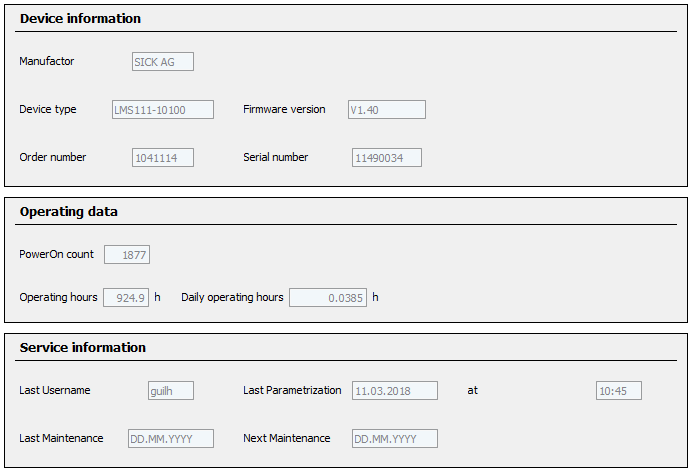 Device information
Manufactor SICK AG
Device type LMS111-10100 Firmware version V1.40
Order number 1041114 Serial number 11490034
Operating data
PowerOn count 1877
Operating hours 924.9 h Daily operating hours 0.0385 h
Service information
Last Username guilh Last Parametrization 11.03.2018 at 10:45
Last Maintenance DD.MM.YYYY Next Maintenance DD.MM.YYYY